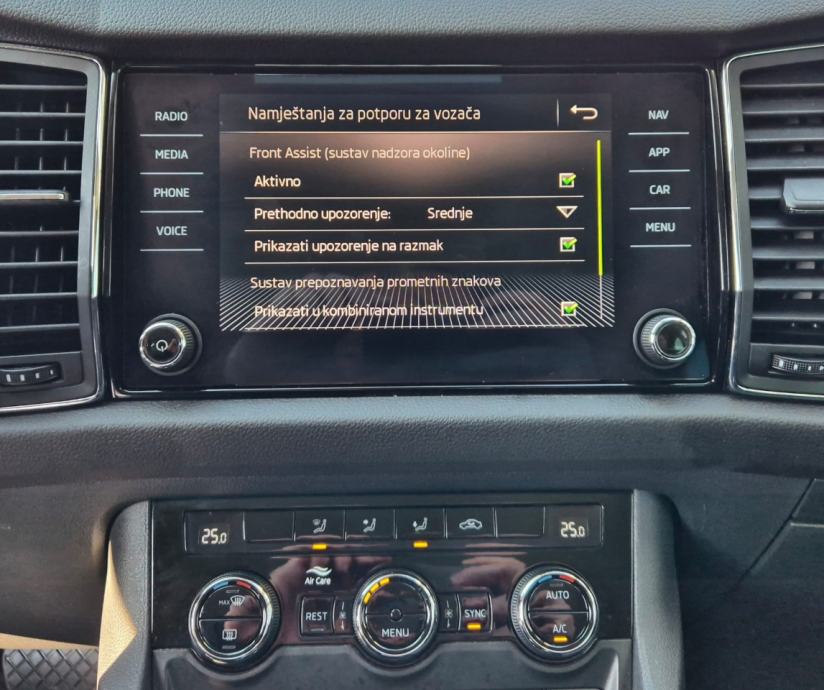 RADIO
MEDIA
PHONE
VOICE
Namještanja za potporu za vozača
Front Assist (sustav nadzora okoline)
Aktivno
Prethodno upozorenje: Srednje
Prikazati upozorenje na razmak
Sustav prepoznavanja prometnih znakova
Prikazati u kombiniranom instrumentu
NAV
APP
CAR
MENU
25.0
25.0
Air Care
MAX
REST
MENU
SYNC
AUTO
A/C